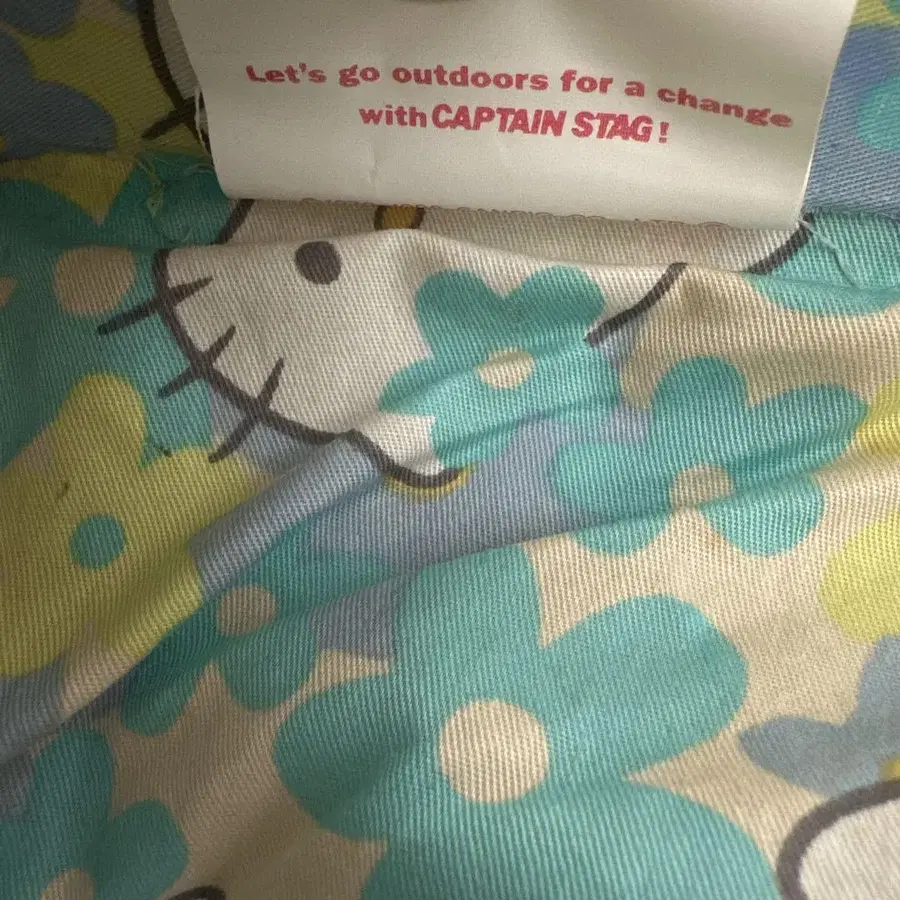 Let's go outdoors for a change
with CAPTAIN STAG!